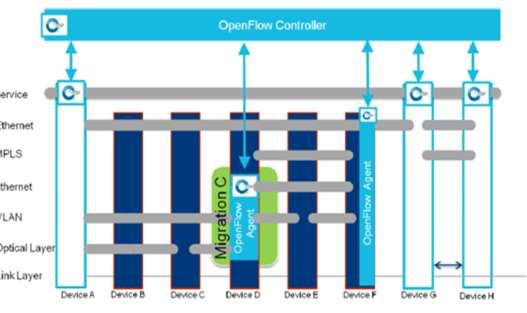 OpenFlow Controller
ervice
Ethernet
MPLS
thernet
VLAN
Optical Layer
Link Layer
Migration C
OpenFlow
Agent
OpenFlow Agent
Device A
Device B
Device C
Device D
Device E
Device F
Device G
Device H